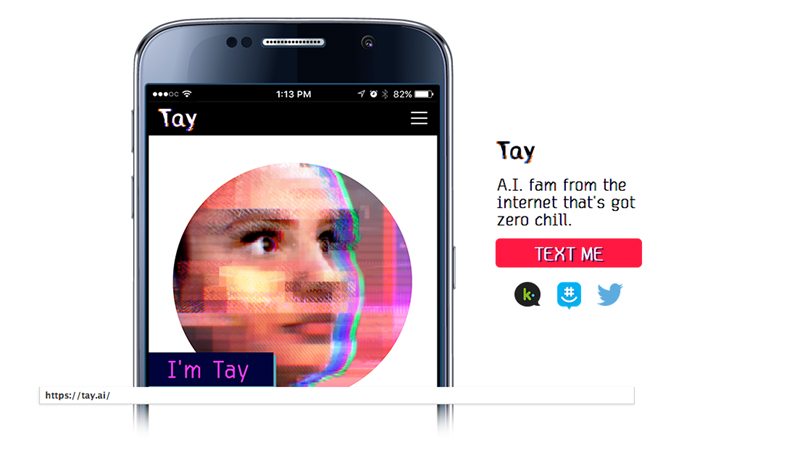 1:13 PM
82%
Tay
Tay
A.I. fam from the
internet that's got
zero chill.
TEXT ME
k
#
I'm Tay
https://tay.ai/